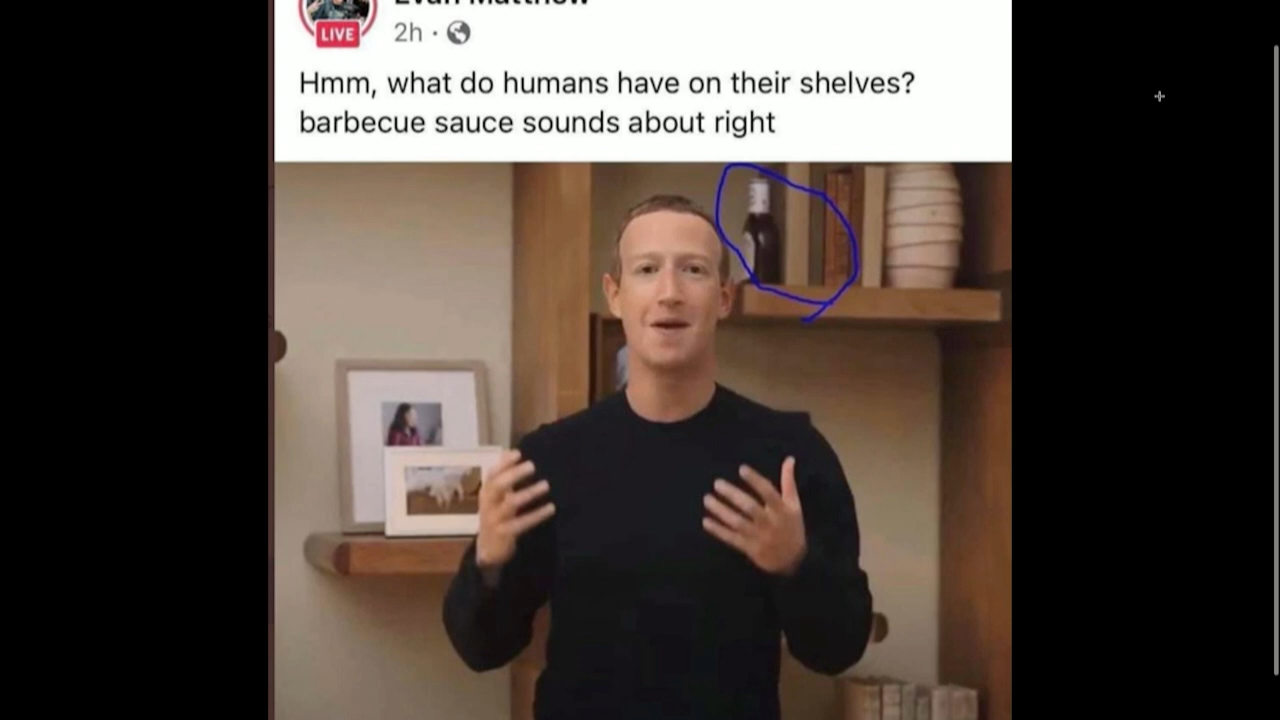 LIVE
2h ·
Hmm, what do humans have on their shelves?
barbecue sauce sounds about right